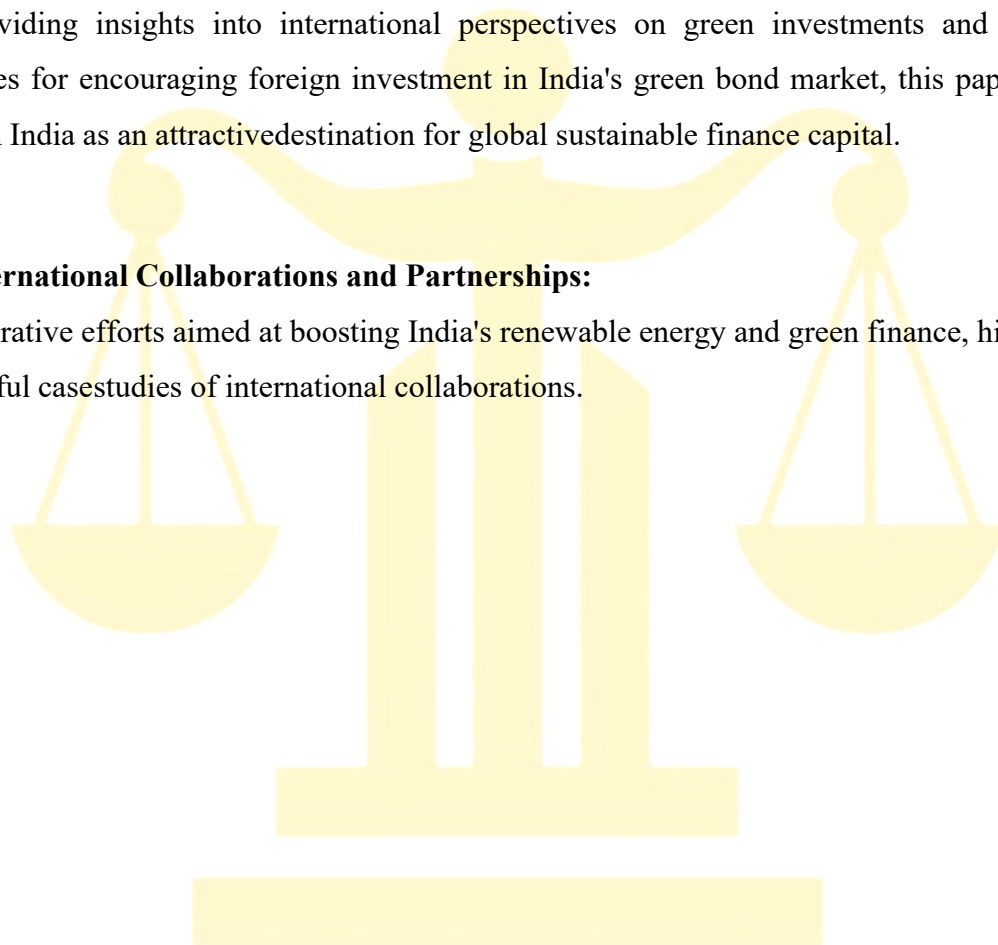 viding insights into international perspectives on green investments and
es for encouraging foreign investment in India's green bond market, this pap
India as an attractivedestination for global sustainable finance capital.
ernational Collaborations and Partnerships:
rative efforts aimed at boosting India's renewable energy and green finance, hi
ful casestudies of international collaborations.